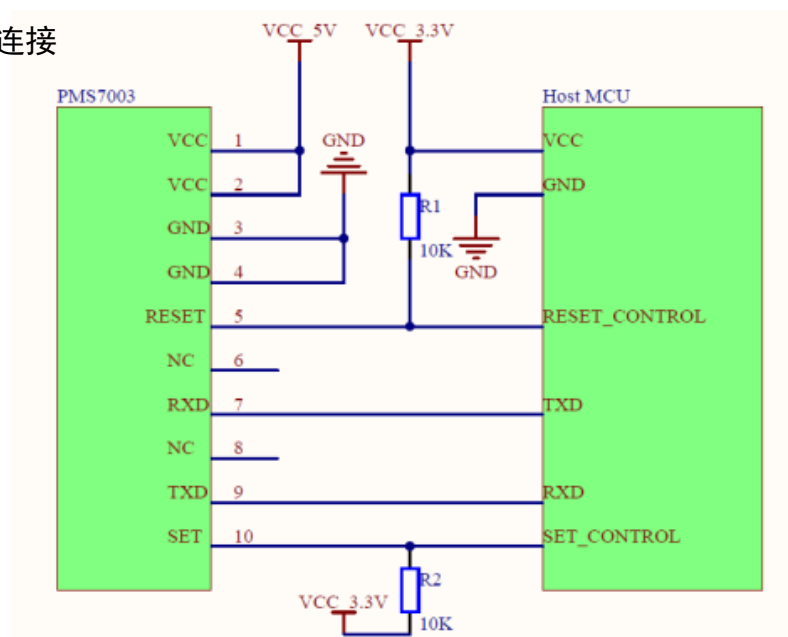 连接
VCC_5V
VCC_3.3V
PMS7003
Host MCU
VCC 1
GND
VCC
VCC 2
GND
R1
GND 3
10K
GND 4
GND
RESET 5
RESET_CONTROL
NC 6
RXD 7
TXD
NC 8
TXD 9
RXD
SET 10
SET_CONTROL
R2
VCC_3.3V
10K